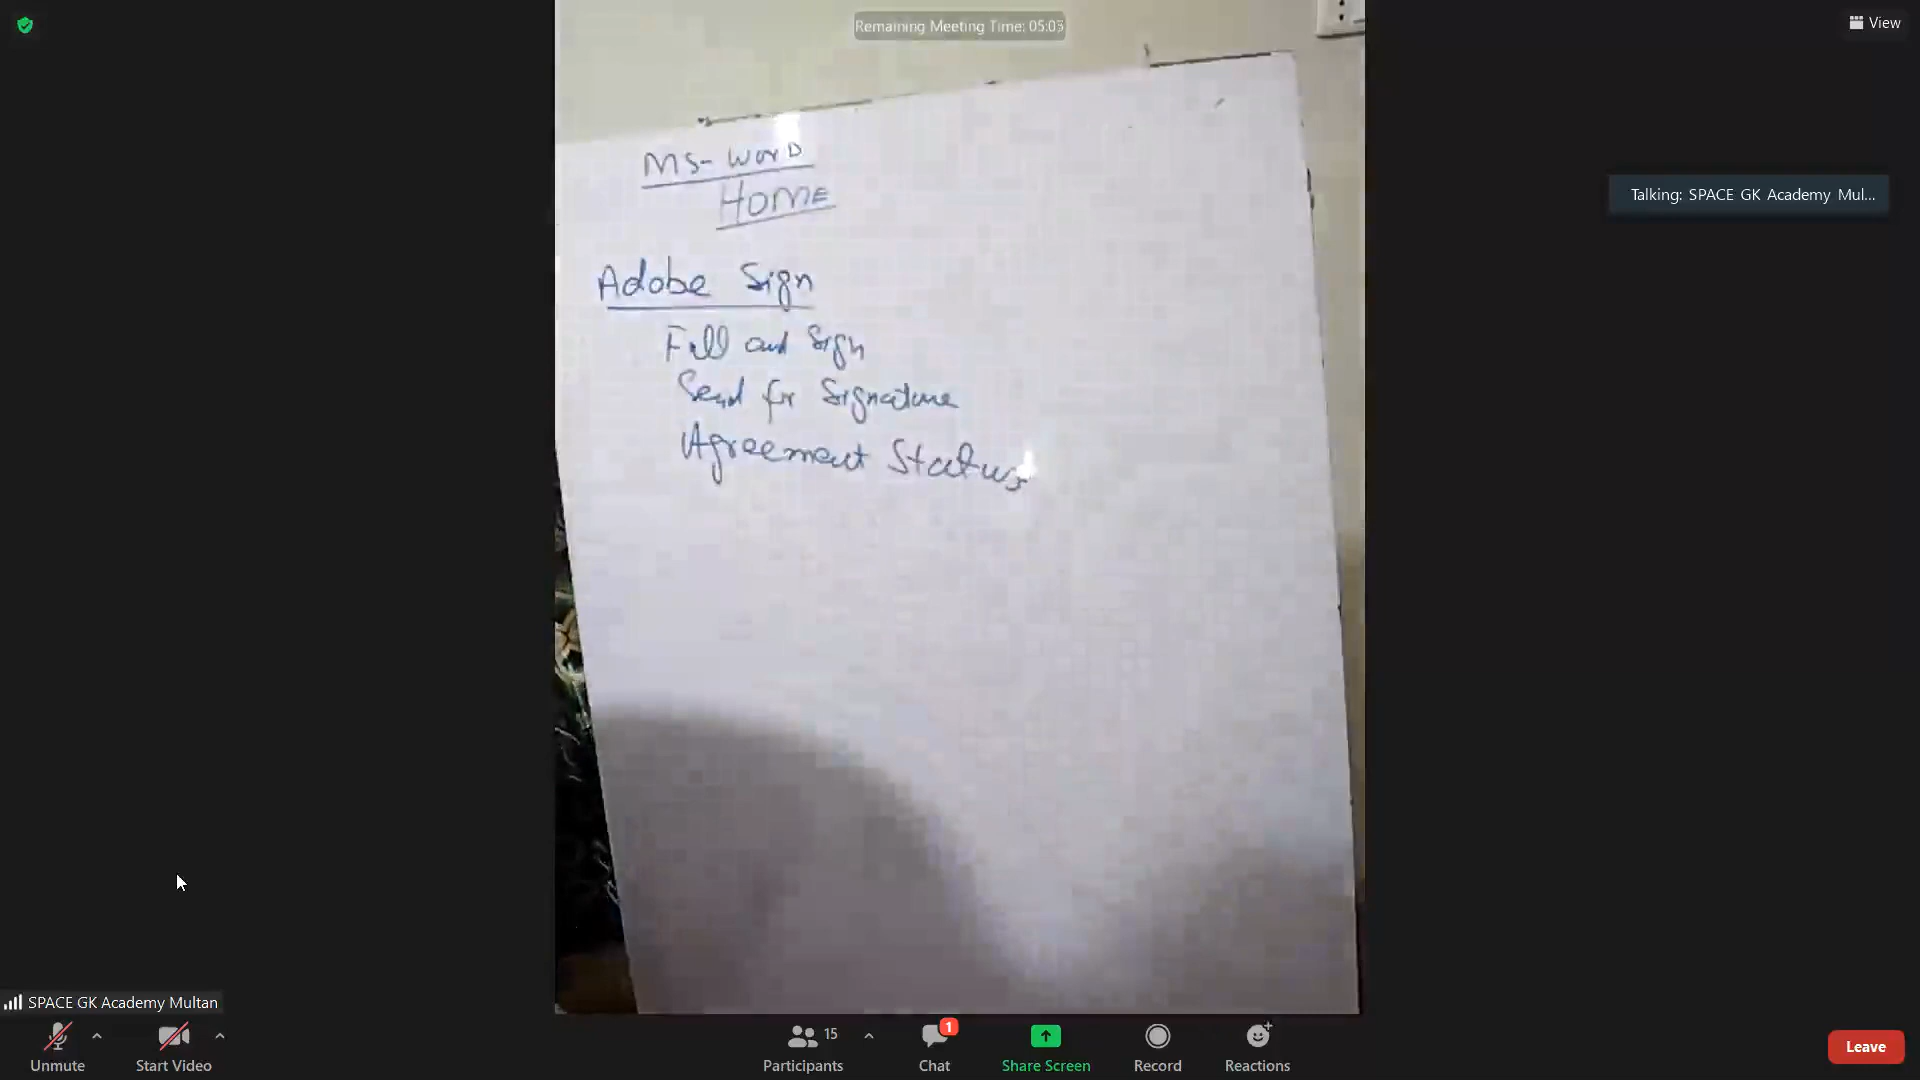 Remaining Meeting Time: 05:03
View
Talking: SPACE GK Academy Mul...
MS-Word
HOME
Adobe Sign
Fill and Sign
Send for Signature
Agreement Status
SPACE GK Academy Multan
Unmute
Start Video
15
Participants
1
Chat
Share Screen
Record
Reactions
Leave